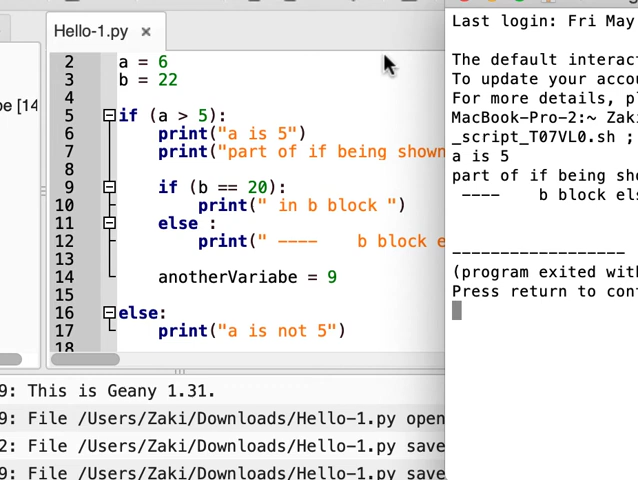 Hello-1.py ×
be [14
2 a = 6
3 b = 22
4
5 if (a > 5):
6 print("a is 5")
7 print("part of if being shown
8
9 if (b == 20):
10 print(" in b block ")
11 else :
12 print(" ----    b block e
13
14 anotherVariabe = 9
15
16 else:
17 print("a is not 5")
18
9: This is Geany 1.31.
9: File /Users/Zaki/Downloads/Hello-1.py open
2: File /Users/Zaki/Downloads/Hello-1.py save
9: File /Users/Zaki/Downloads/Hello-1.py save
Last login: Fri May
The default interact
To update your accou
For more details, pl
MacBook-Pro-2:~ Zak
_script_T07VL0.sh ;
a is 5
part of if being sho
----    b block els
------------------
(program exited with
Press return to cont